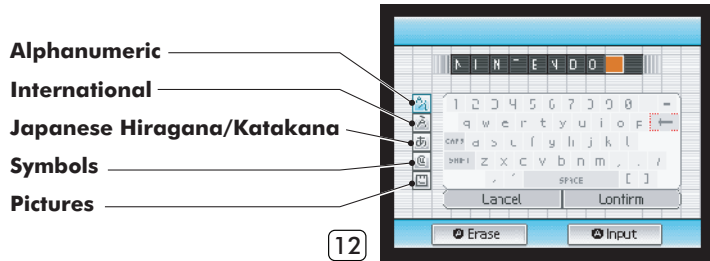 Alphanumeric
International
Japanese Hiragana/Katakana
Symbols
Pictures
12
NINTENDO
1 2 3 4 5 6 7 8 9 0 -
q w e r t y u i o p ←
CAPS a s d f g h j k l
SHIFT z x c v b n m , . /
SPACE [ ]
あ
Cancel Confirm
Erase Input